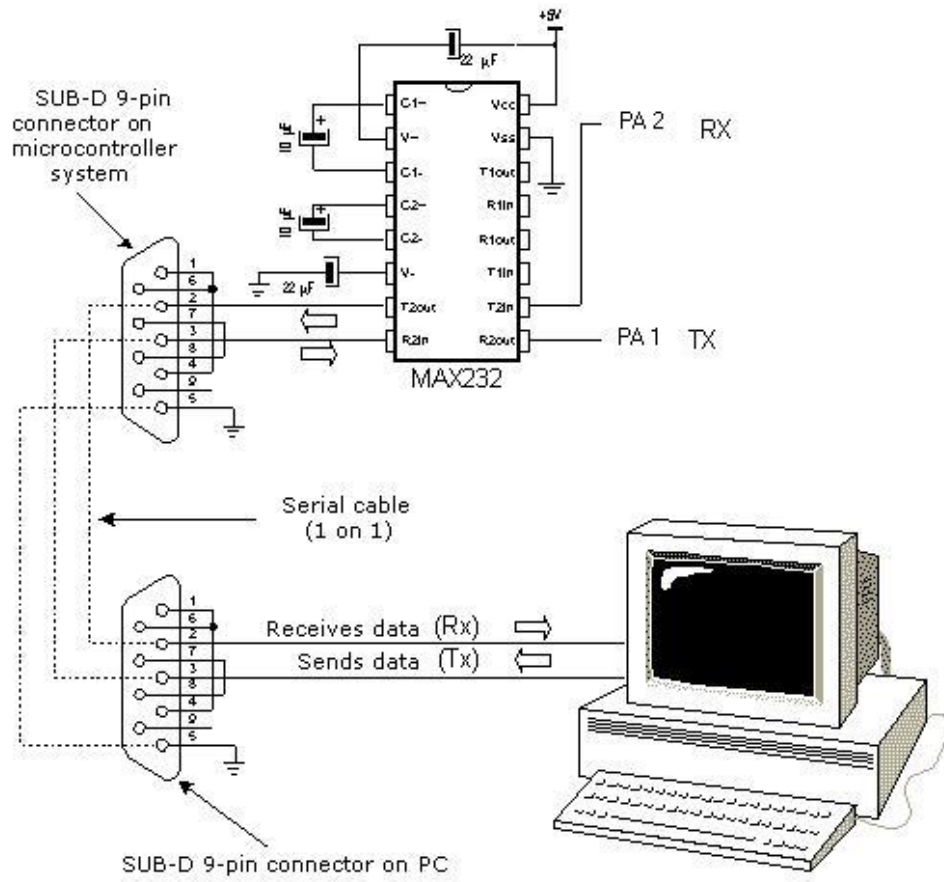 +5V
22 µF
SUB-D 9-pin
connector on
microcontroller
system
C1+
V+
C1-
C2+
C2-
V-
T2out
R2In
Vcc
Vss
T1out
R1In
R1out
T1In
T2In
R2out
10 µF
10 µF
22 µF
MAX232
PA 2 RX
PA 1 TX
1
6
2
7
3
8
4
9
5
Serial cable
(1 on 1)
1
6
2
7
3
8
4
9
5
Receives data (Rx)
Sends data (Tx)
SUB-D 9-pin connector on PC